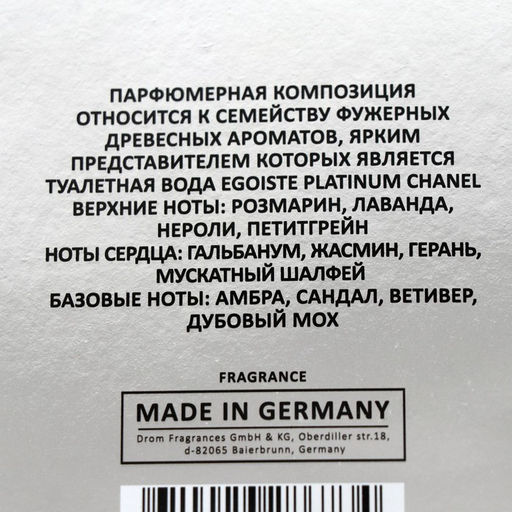 ПАРФЮМЕРНАЯ КОМПОЗИЦИЯ
ОТНОСИТСЯ К СЕМЕЙСТВУ ФУЖЕРНЫХ
ДРЕВЕСНЫХ АРОМАТОВ, ЯРКИМ
ПРЕДСТАВИТЕЛЕМ КОТОРЫХ ЯВЛЯЕТСЯ
ТУАЛЕТНАЯ ВОДА EGOISTE PLATINUM CHANEL
ВЕРХНИЕ НОТЫ: РОЗМАРИН, ЛАВАНДА,
НЕРОЛИ, ПЕТИТГРЕЙН
НОТЫ СЕРДЦА: ГАЛЬБАНУМ, ЖАСМИН, ГЕРАНЬ,
МУСКАТНЫЙ ШАЛФЕЙ
БАЗОВЫЕ НОТЫ: АМБРА, САНДАЛ, ВЕТИВЕР,
ДУБОВЫЙ МОХ
FRAGRANCE
MADE IN GERMANY
Drom Fragrances GmbH & KG, Oberdiller str.18,
d-82065 Baierbrunn, Germany